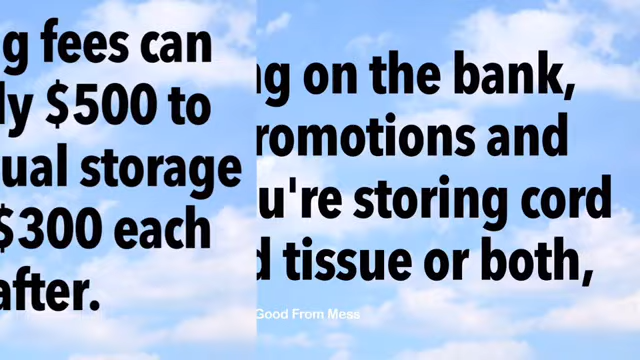 g fees can
ly $500 to
ual storage
$300 each
after.
g on the bank,
romotions and
u're storing cord
d tissue or both,
Good From Mess